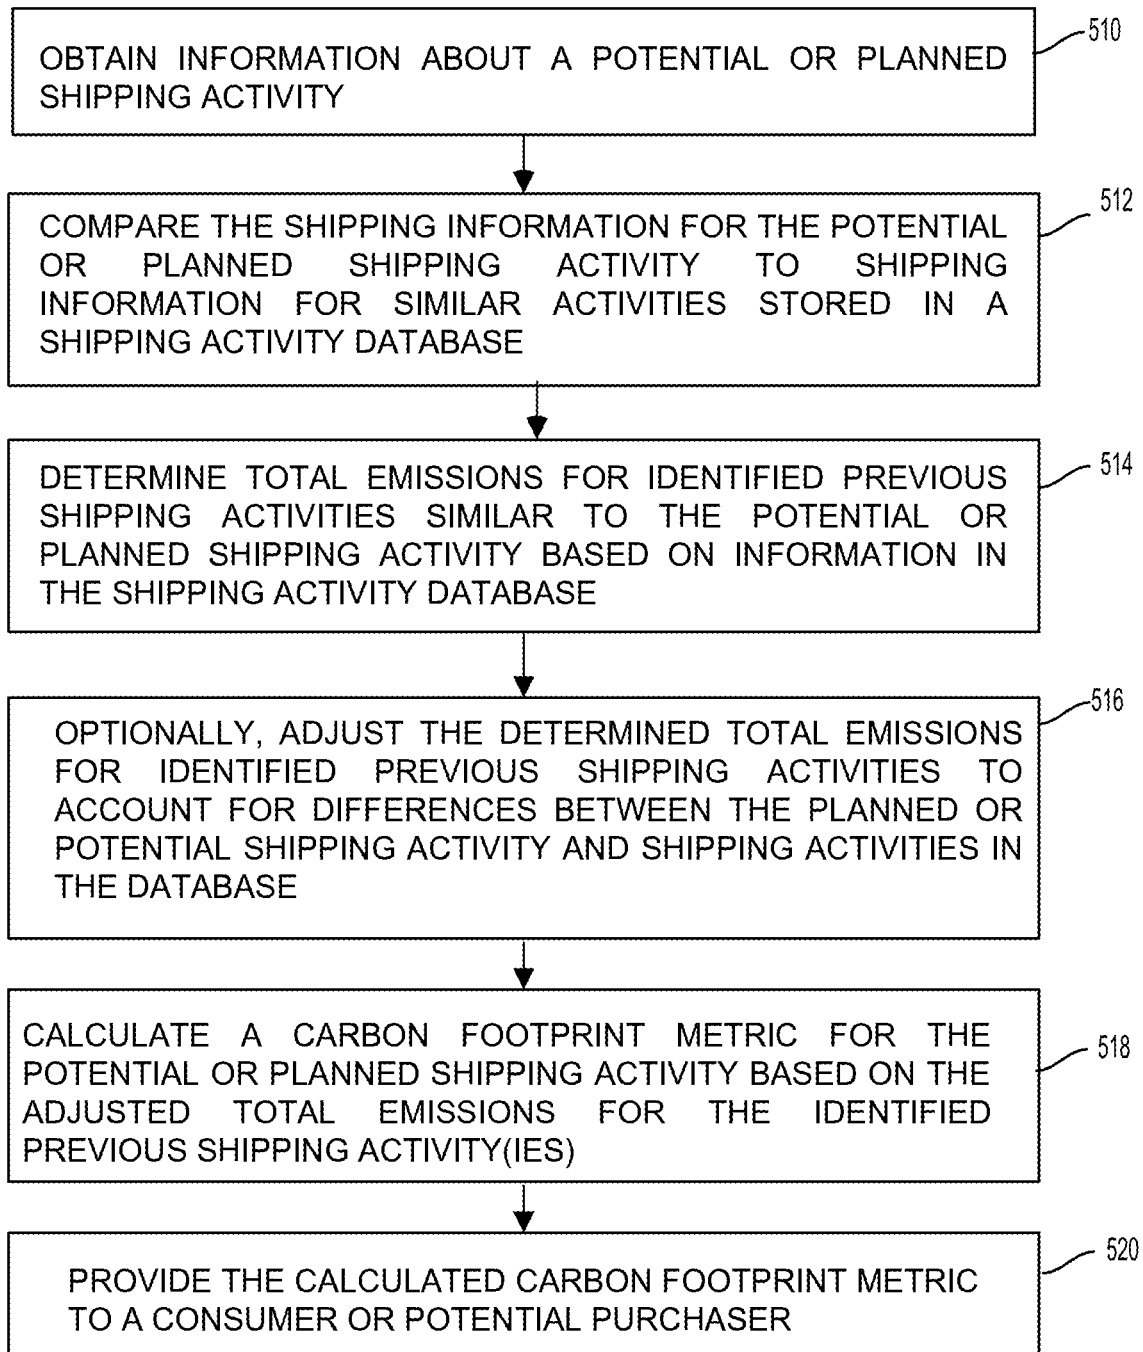 OBTAIN INFORMATION ABOUT A POTENTIAL OR PLANNED
SHIPPING ACTIVITY
510
COMPARE THE SHIPPING INFORMATION FOR THE POTENTIAL
OR PLANNED SHIPPING ACTIVITY TO SHIPPING
INFORMATION FOR SIMILAR ACTIVITIES STORED IN A
SHIPPING ACTIVITY DATABASE
512
DETERMINE TOTAL EMISSIONS FOR IDENTIFIED PREVIOUS
SHIPPING ACTIVITIES SIMILAR TO THE POTENTIAL OR
PLANNED SHIPPING ACTIVITY BASED ON INFORMATION IN
THE SHIPPING ACTIVITY DATABASE
514
OPTIONALLY, ADJUST THE DETERMINED TOTAL EMISSIONS
FOR IDENTIFIED PREVIOUS SHIPPING ACTIVITIES TO
ACCOUNT FOR DIFFERENCES BETWEEN THE PLANNED OR
POTENTIAL SHIPPING ACTIVITY AND SHIPPING ACTIVITIES IN
THE DATABASE
516
CALCULATE A CARBON FOOTPRINT METRIC FOR THE
POTENTIAL OR PLANNED SHIPPING ACTIVITY BASED ON THE
ADJUSTED TOTAL EMISSIONS FOR THE IDENTIFIED
PREVIOUS SHIPPING ACTIVITY(IES)
518
PROVIDE THE CALCULATED CARBON FOOTPRINT METRIC
TO A CONSUMER OR POTENTIAL PURCHASER
520